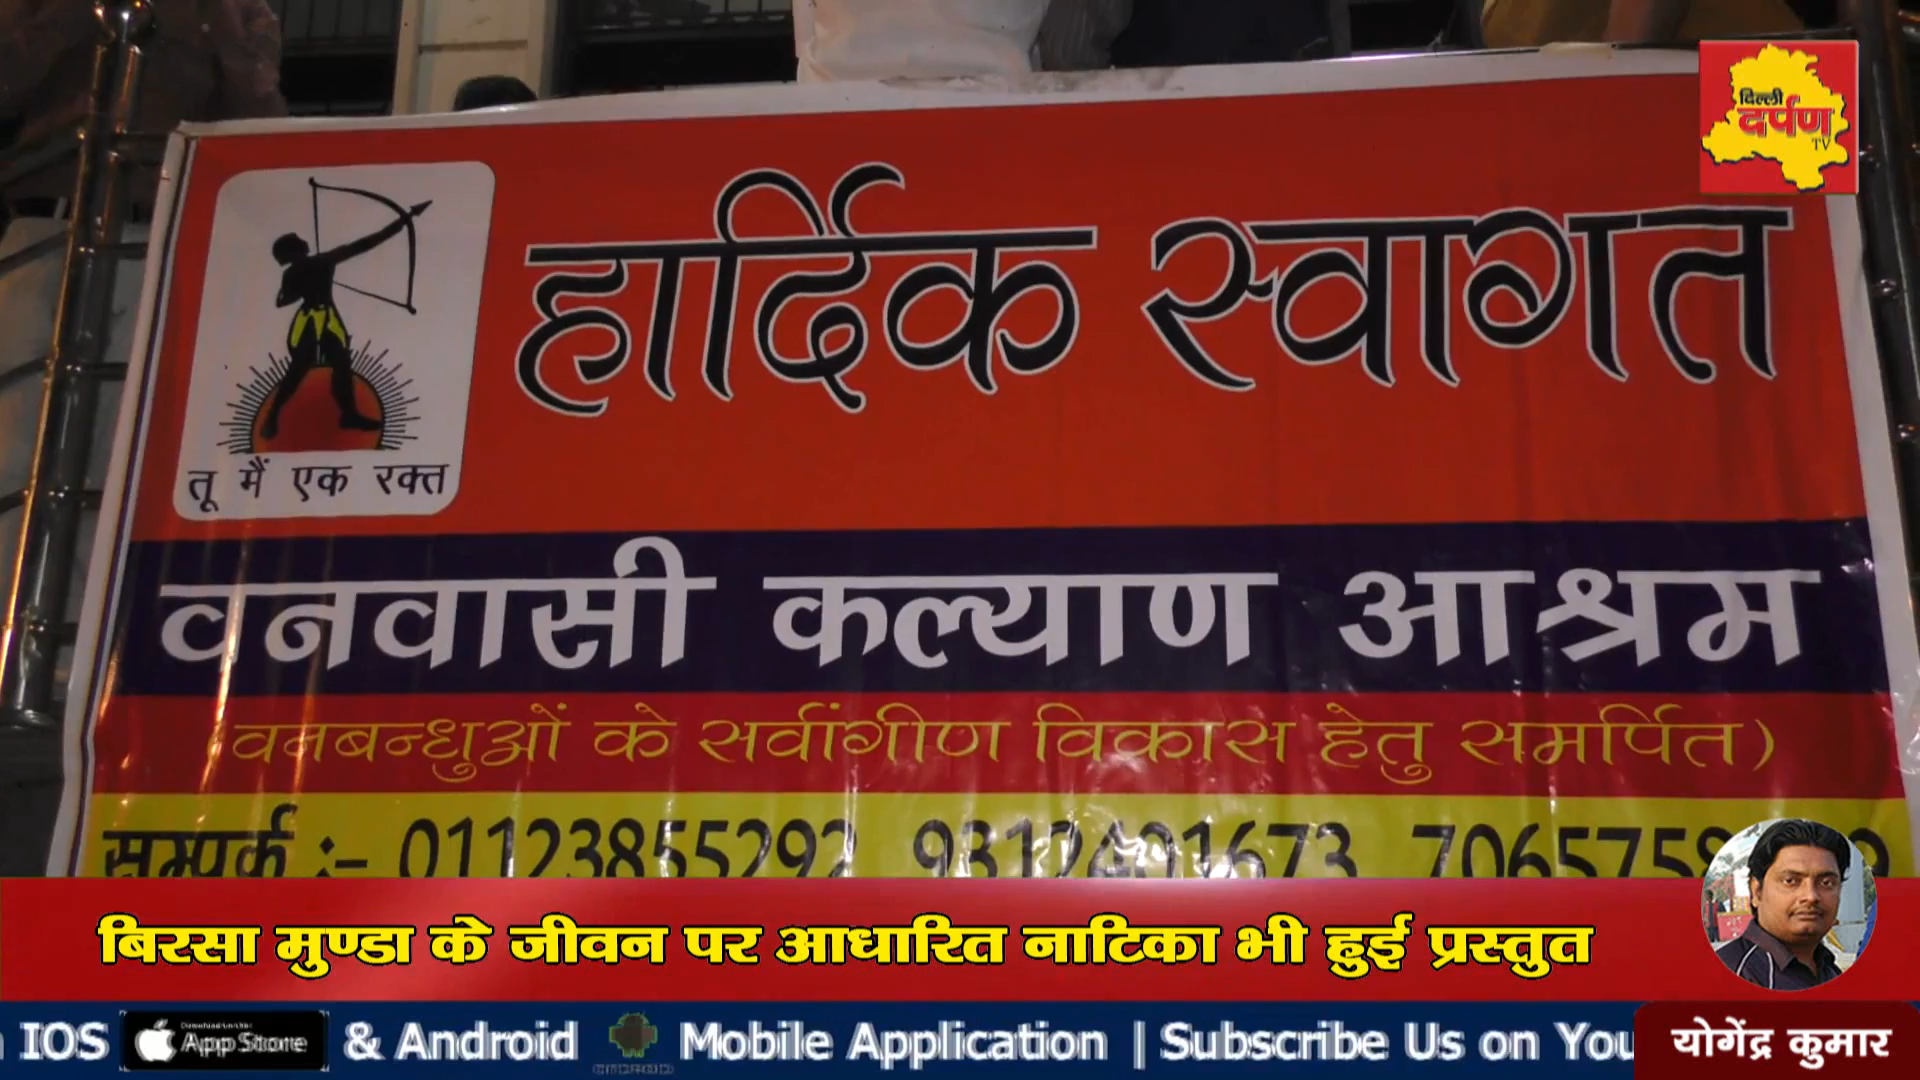 दिल्ली
दर्पण
TV
हार्दिक स्वागत
तू मैं एक रक्त
वनवासी कल्याण आश्रम
(वनबन्धुओं के सर्वांगीण विकास हेतु समर्पित)
सम्पर्क :- 01123855292
बिरसा मुण्डा के जीवन पर आधारित नाटिका भी हुई प्रस्तुत
IOS App Store & Android Mobile Application | Subscribe Us on You
योगेंद्र कुमार